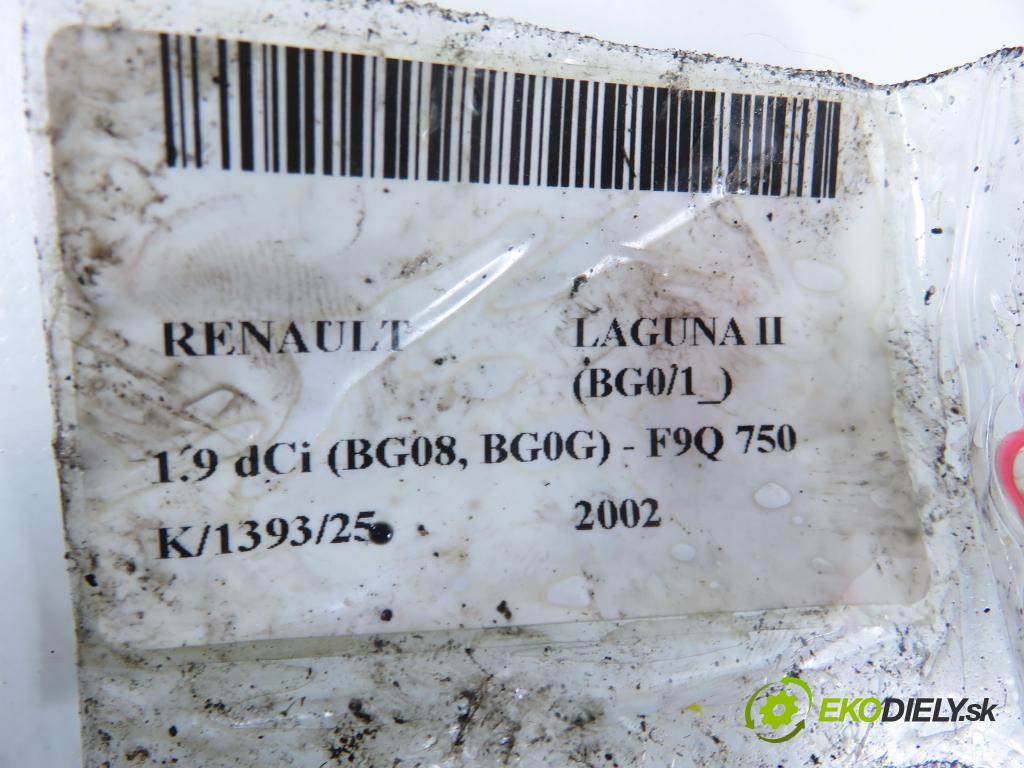 RENAULT LAGUNA II
(BG0/1_)
1.9 dCi (BG08, BG0G) - F9Q 750
K/1393/25 2002
EKODIELY.sk